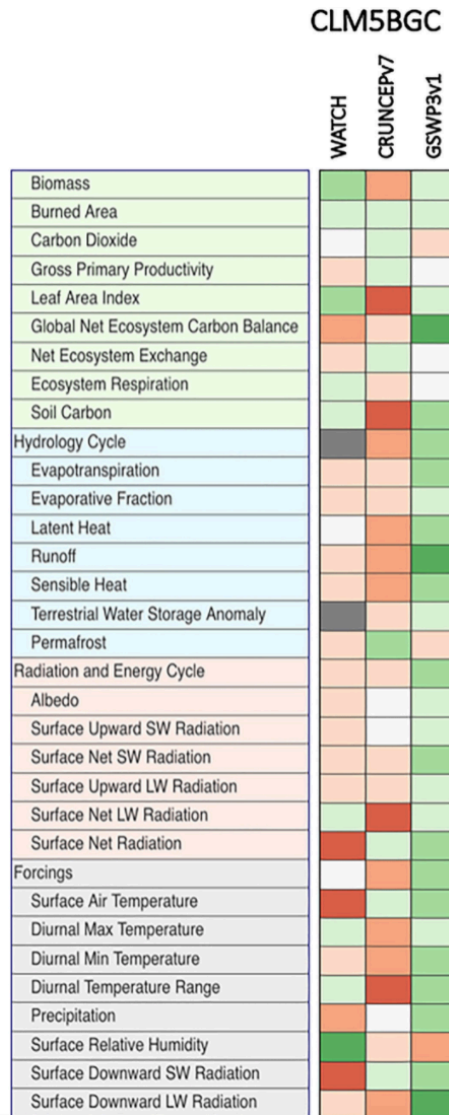 CLM5BGC
WATCH
CRUNCEPv7
GSWP3v1
Biomass
Burned Area
Carbon Dioxide
Gross Primary Productivity
Leaf Area Index
Global Net Ecosystem Carbon Balance
Net Ecosystem Exchange
Ecosystem Respiration
Soil Carbon
Hydrology Cycle
Evapotranspiration
Evaporative Fraction
Latent Heat
Runoff
Sensible Heat
Terrestrial Water Storage Anomaly
Permafrost
Radiation and Energy Cycle
Albedo
Surface Upward SW Radiation
Surface Net SW Radiation
Surface Upward LW Radiation
Surface Net LW Radiation
Surface Net Radiation
Forcings
Surface Air Temperature
Diurnal Max Temperature
Diurnal Min Temperature
Diurnal Temperature Range
Precipitation
Surface Relative Humidity
Surface Downward SW Radiation
Surface Downward LW Radiation